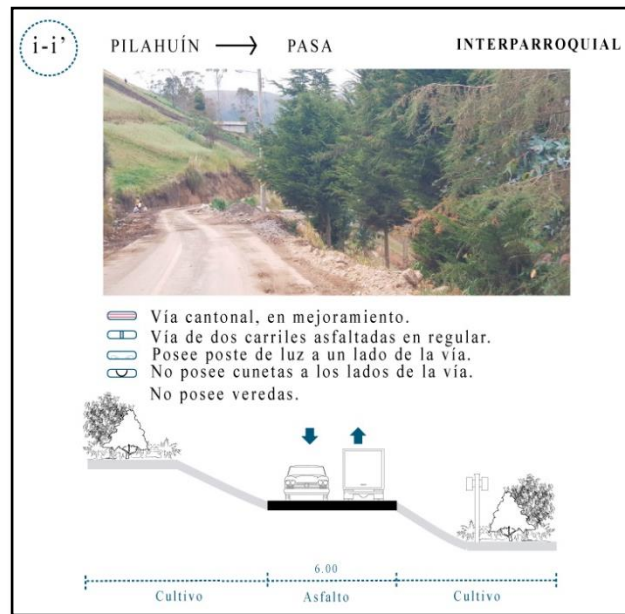 i-i’
PILAHUÍN → PASA
INTERPARROQUIAL
Vía cantonal, en mejoramiento.
Vía de dos carriles asfaltadas en regular.
Posee poste de luz a un lado de la vía.
No posee cunetas a los lados de la vía.
No posee veredas.
6.00
Cultivo Asfalto Cultivo